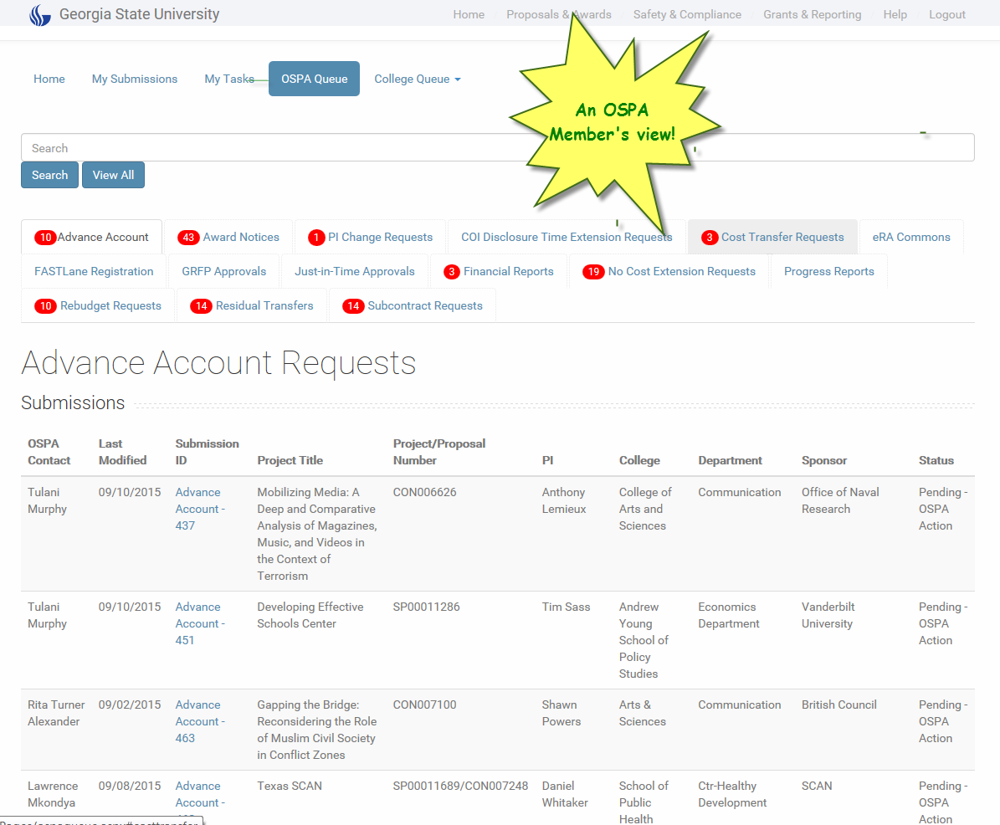 Georgia State University
Home Proposals & Awards Safety & Compliance Grants & Reporting Help Logout
Home My Submissions My Tasks OSPA Queue College Queue
An OSPA
Member's view!
Search
Search View All
10 Advance Account 43 Award Notices 1 PI Change Requests COI Disclosure Time Extension Requests 3 Cost Transfer Requests eRA Commons
FASTLane Registration GRFP Approvals Just-in-Time Approvals 3 Financial Reports 19 No Cost Extension Requests Progress Reports
10 Rebudget Requests 14 Residual Transfers 14 Subcontract Requests
Advance Account Requests
Submissions
OSPA Last Submission Project/Proposal
Contact Modified ID Project Title Number PI College Department Sponsor Status
Tulani 09/10/2015 Advance Mobilizing Media: A CON006626 Anthony College of Communication Office of Naval Pending -
Murphy Account - Deep and Comparative Lemieux Arts and Research OSPA
437 Analysis of Magazines, Sciences Action
Music, and Videos in
the Context of
Terrorism
Tulani 09/10/2015 Advance Developing Effective SP00011286 Tim Sass Andrew Economics Vanderbilt Pending -
Murphy Account - Schools Center Young Department University OSPA
451 School of Action
Policy
Studies
Rita Turner 09/02/2015 Advance Gapping the Bridge: CON007100 Shawn Arts & Communication British Council Pending -
Alexander Account - Reconsidering the Role Powers Sciences OSPA
463 of Muslim Civil Society Action
in Conflict Zones
Lawrence 09/08/2015 Advance Texas SCAN SP00011689/CON007248 Daniel School of Ctr-Healthy SCAN Pending -
Mkondya Account - Whitaker Public Development OSPA
Health Action